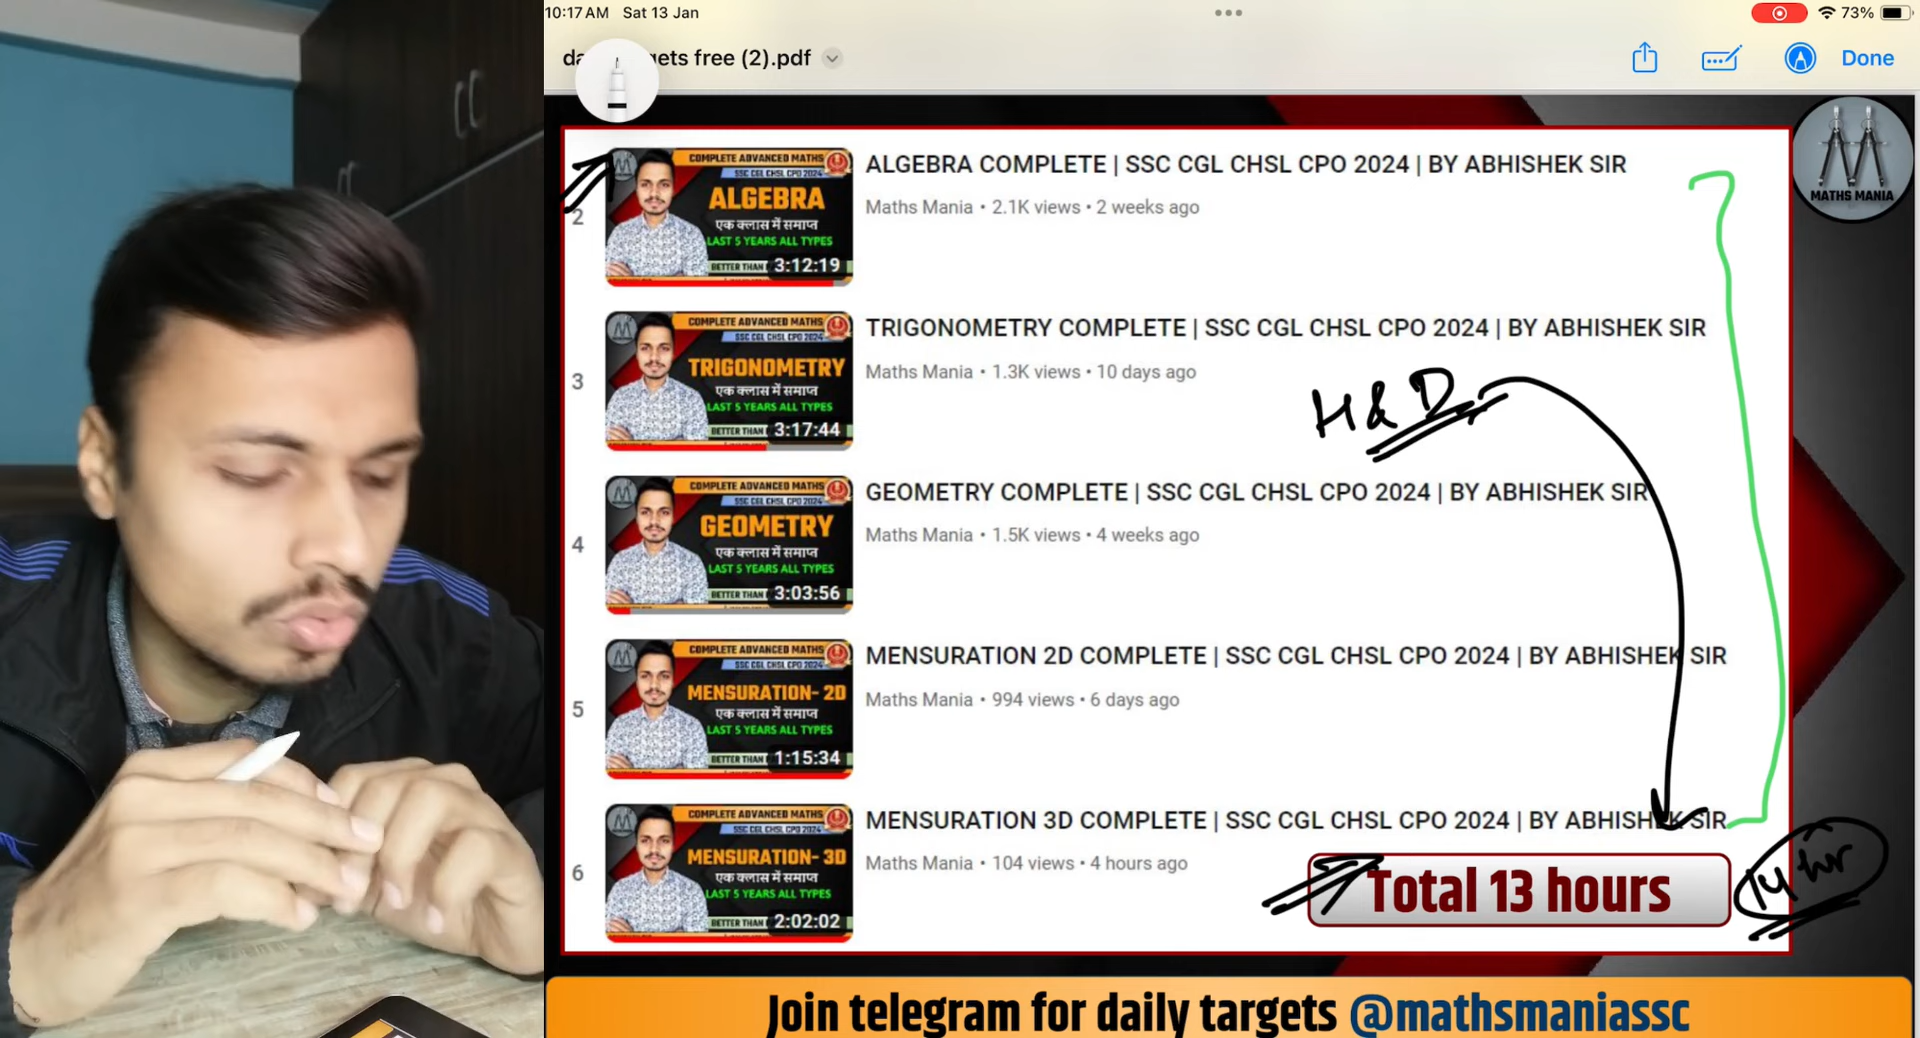 10:17 AM Sat 13 Jan
73%
da ets free (2).pdf
Done
MATHS MANIA
2
COMPLETE ADVANCED MATHS
SSC CGL CHSL CPO 2024
ALGEBRA
एक क्लास में समाप्त
LAST 5 YEARS ALL TYPES
BETTER THAN
3:12:19
ALGEBRA COMPLETE | SSC CGL CHSL CPO 2024 | BY ABHISHEK SIR
Maths Mania • 2.1K views • 2 weeks ago
3
COMPLETE ADVANCED MATHS
SSC CGL CHSL CPO 2024
TRIGONOMETRY
एक क्लास में समाप्त
LAST 5 YEARS ALL TYPES
BETTER THAN
3:17:44
TRIGONOMETRY COMPLETE | SSC CGL CHSL CPO 2024 | BY ABHISHEK SIR
Maths Mania • 1.3K views • 10 days ago
H & D
4
COMPLETE ADVANCED MATHS
SSC CGL CHSL CPO 2024
GEOMETRY
एक क्लास में समाप्त
LAST 5 YEARS ALL TYPES
BETTER THAN
3:03:56
GEOMETRY COMPLETE | SSC CGL CHSL CPO 2024 | BY ABHISHEK SIR
Maths Mania • 1.5K views • 4 weeks ago
5
COMPLETE ADVANCED MATHS
SSC CGL CHSL CPO 2024
MENSURATION- 2D
एक क्लास में समाप्त
LAST 5 YEARS ALL TYPES
BETTER THAN
1:15:34
MENSURATION 2D COMPLETE | SSC CGL CHSL CPO 2024 | BY ABHISHEK SIR
Maths Mania • 994 views • 6 days ago
6
COMPLETE ADVANCED MATHS
SSC CGL CHSL CPO 2024
MENSURATION- 3D
एक क्लास में समाप्त
LAST 5 YEARS ALL TYPES
BETTER THAN
2:02:02
MENSURATION 3D COMPLETE | SSC CGL CHSL CPO 2024 | BY ABHISHEK SIR
Maths Mania • 104 views • 4 hours ago
Total 13 hours
14 hr
Join telegram for daily targets @mathsmaniassc